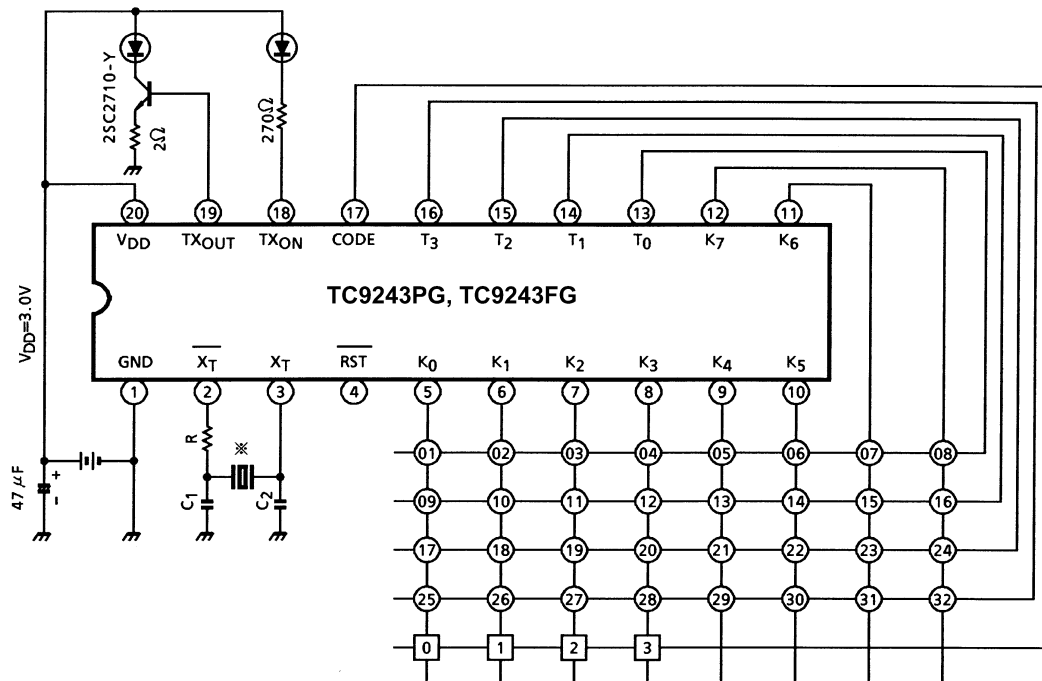 2SC2710-Y
2Ω
270Ω
20 19 18 17 16 15 14 13 12 11
VDD TXOUT TXON CODE T3 T2 T1 T0 K7 K6
TC9243PG, TC9243FG
VDD=3.0V
GND XT XT RST K0 K1 K2 K3 K4 K5
1 2 3 4 5 6 7 8 9 10
R
※
01 02 03 04 05 06 07 08
47 μF
+
-
C1
C2
09 10 11 12 13 14 15 16
17 18 19 20 21 22 23 24
25 26 27 28 29 30 31 32
0 1 2 3